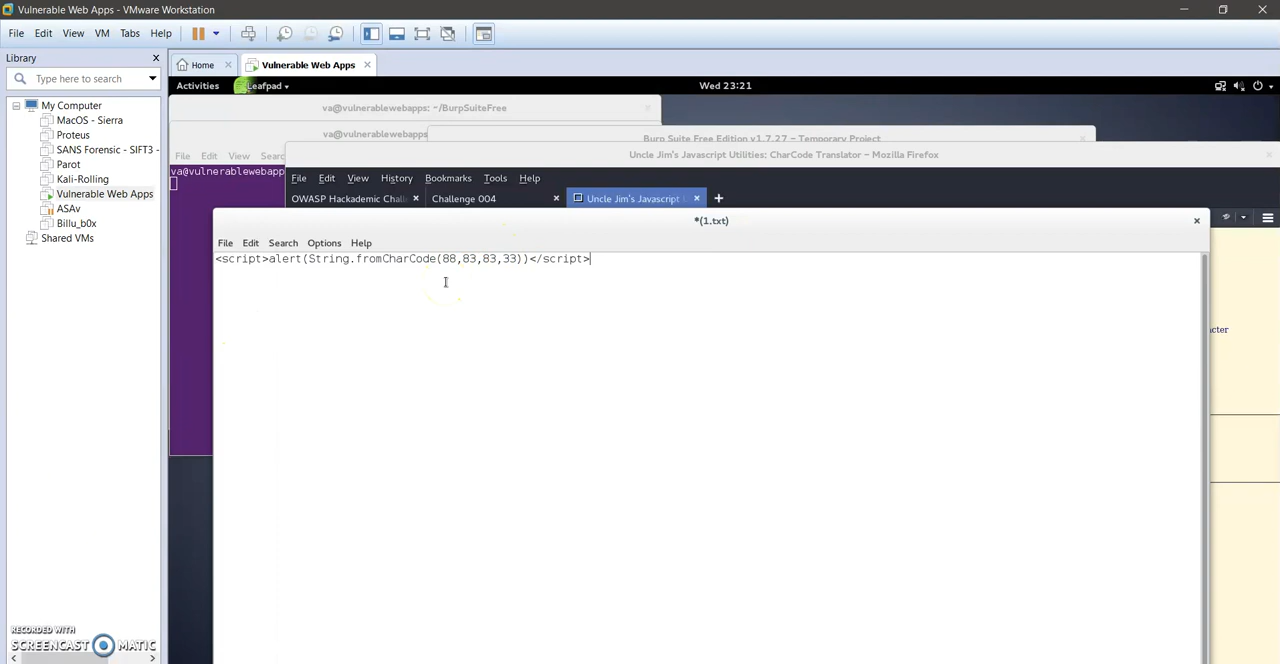 Vulnerable Web Apps - VMware Workstation
File Edit View VM Tabs Help
Library
Type here to search
My Computer
MacOS - Sierra
Proteus
SANS Forensic - SIFT3 -
Parot
Kali-Rolling
Vulnerable Web Apps
ASAv
Billu_b0x
Shared VMs
Home Vulnerable Web Apps
Activities Leafpad Wed 23:21
va@vulnerablewebapps: ~/BurpSuiteFree
va@vulnerablewebapps
Burp Suite Free Edition v1.7.27 - Temporary Project
File Edit View Searc
Uncle Jim's Javascript Utilities: CharCode Translator - Mozilla Firefox
va@vulnerablewebapp
File Edit View History Bookmarks Tools Help
OWASP Hackademic Chall Challenge 004 Uncle Jim's Javascript U
*(1.txt)
File Edit Search Options Help
<script>alert(String.fromCharCode(88,83,83,33))</script>
acter
RECORDED WITH
SCREENCAST MATIC